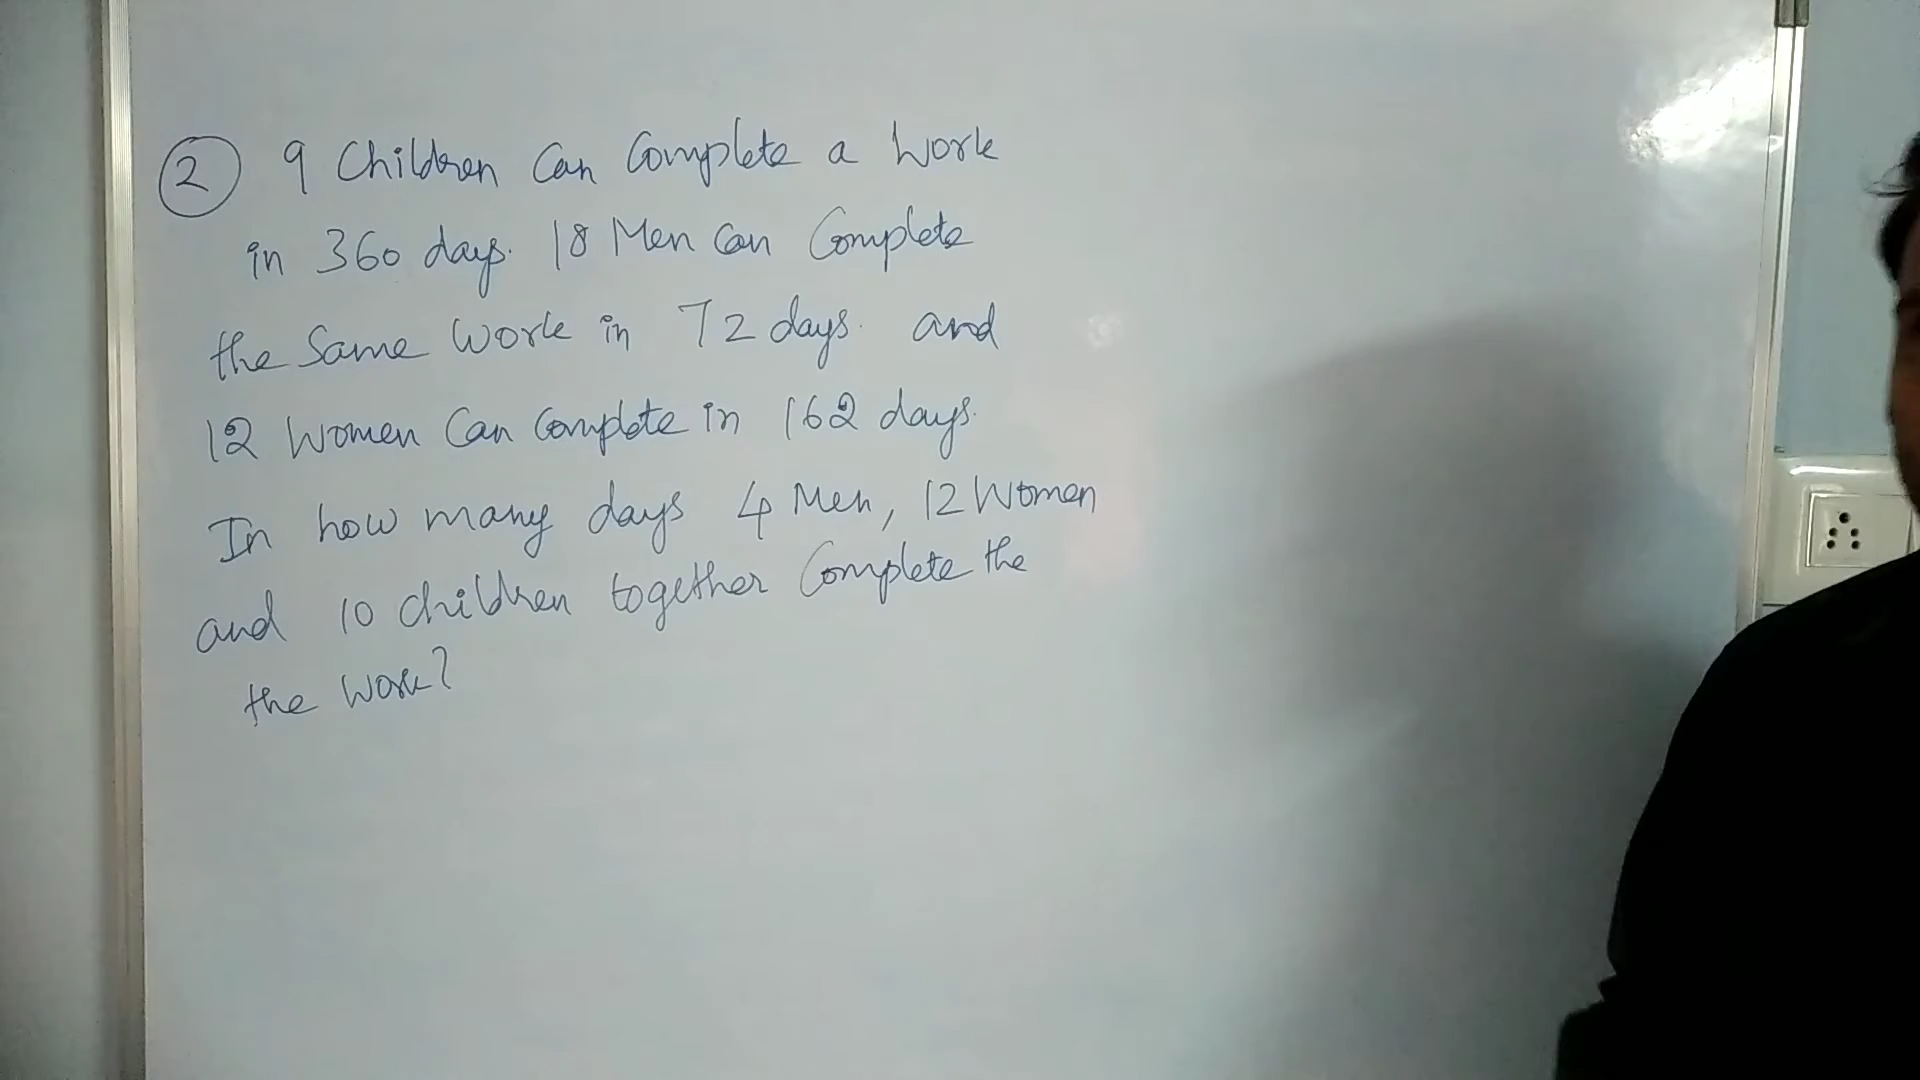 2 9 Children Can Complete a Work
in 360 days. 18 Men Can Complete
the Same Work in 72 days. and
12 Women Can Complete in 162 days.
In how many days 4 Men, 12 Women
and 10 children together Complete the
the work?